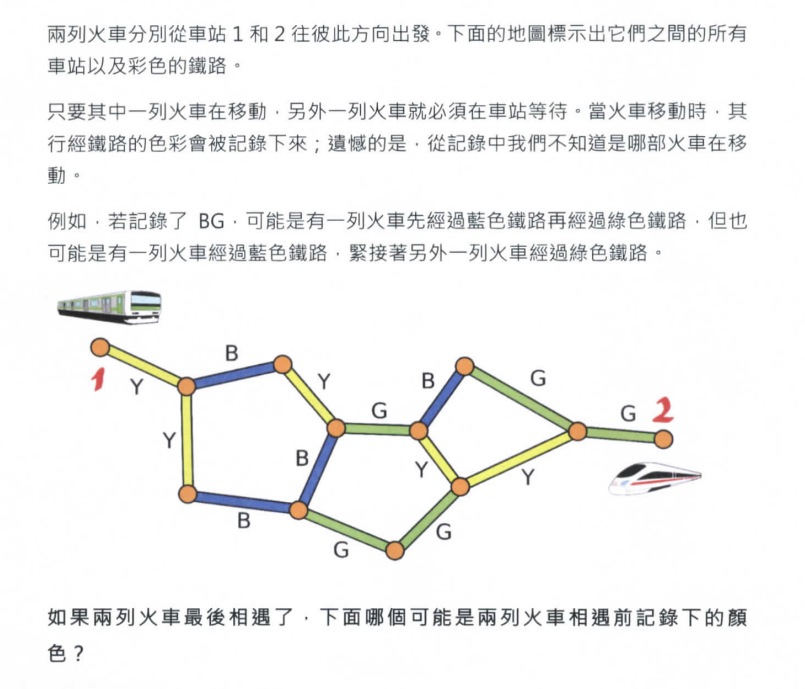 兩列火車分別從車站 1 和 2 往彼此方向出發。下面的地圖標示出它們之間的所有
車站以及彩色的鐵路。
只要其中一列火車在移動，另外一列火車就必須在車站等待。當火車移動時，其
行經鐵路的色彩會被記錄下來；遺憾的是，從記錄中我們不知道是哪部火車在移
動。
例如，若記錄了 BG，可能是有一列火車先經過藍色鐵路再經過綠色鐵路，但也
可能是有一列火車經過藍色鐵路，緊接著另外一列火車經過綠色鐵路。
B
G
1
Y
Y
B
G
G
2
Y
B
Y
Y
B
G
G
如果兩列火車最後相遇了，下面哪個可能是兩列火車相遇前記錄下的顏
色？